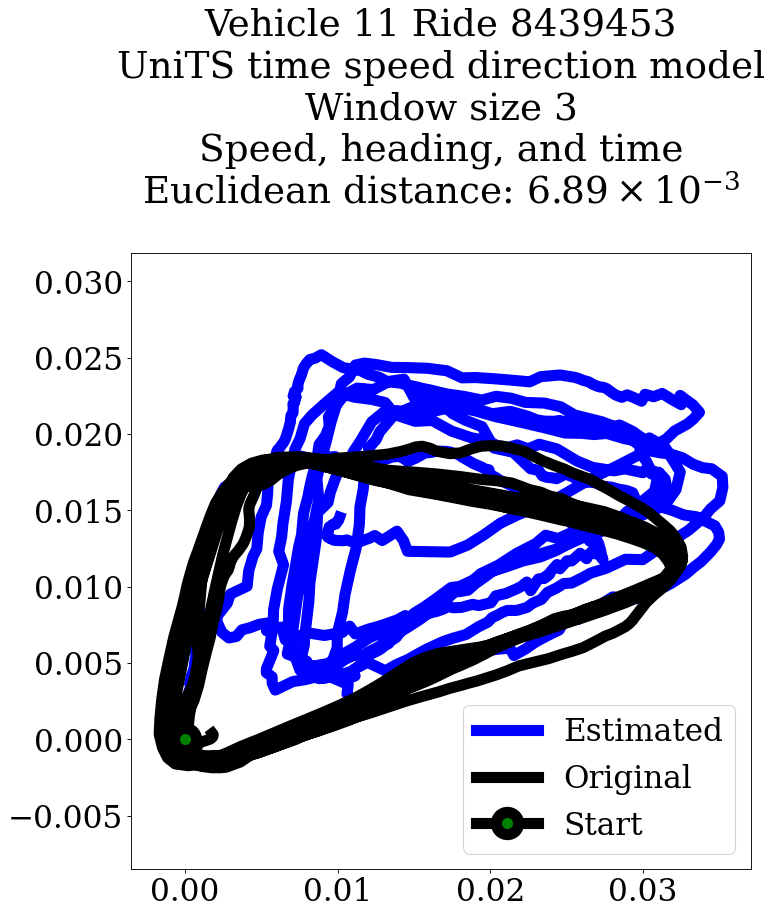 Vehicle 11 Ride 8439453
UniTS time speed direction model
Window size 3
Speed, heading, and time
Euclidean distance: 6.89 × 10⁻³
0.030
0.025
0.020
0.015
0.010
0.005
0.000
−0.005
Estimated
Original
Start
0.00 0.01 0.02 0.03